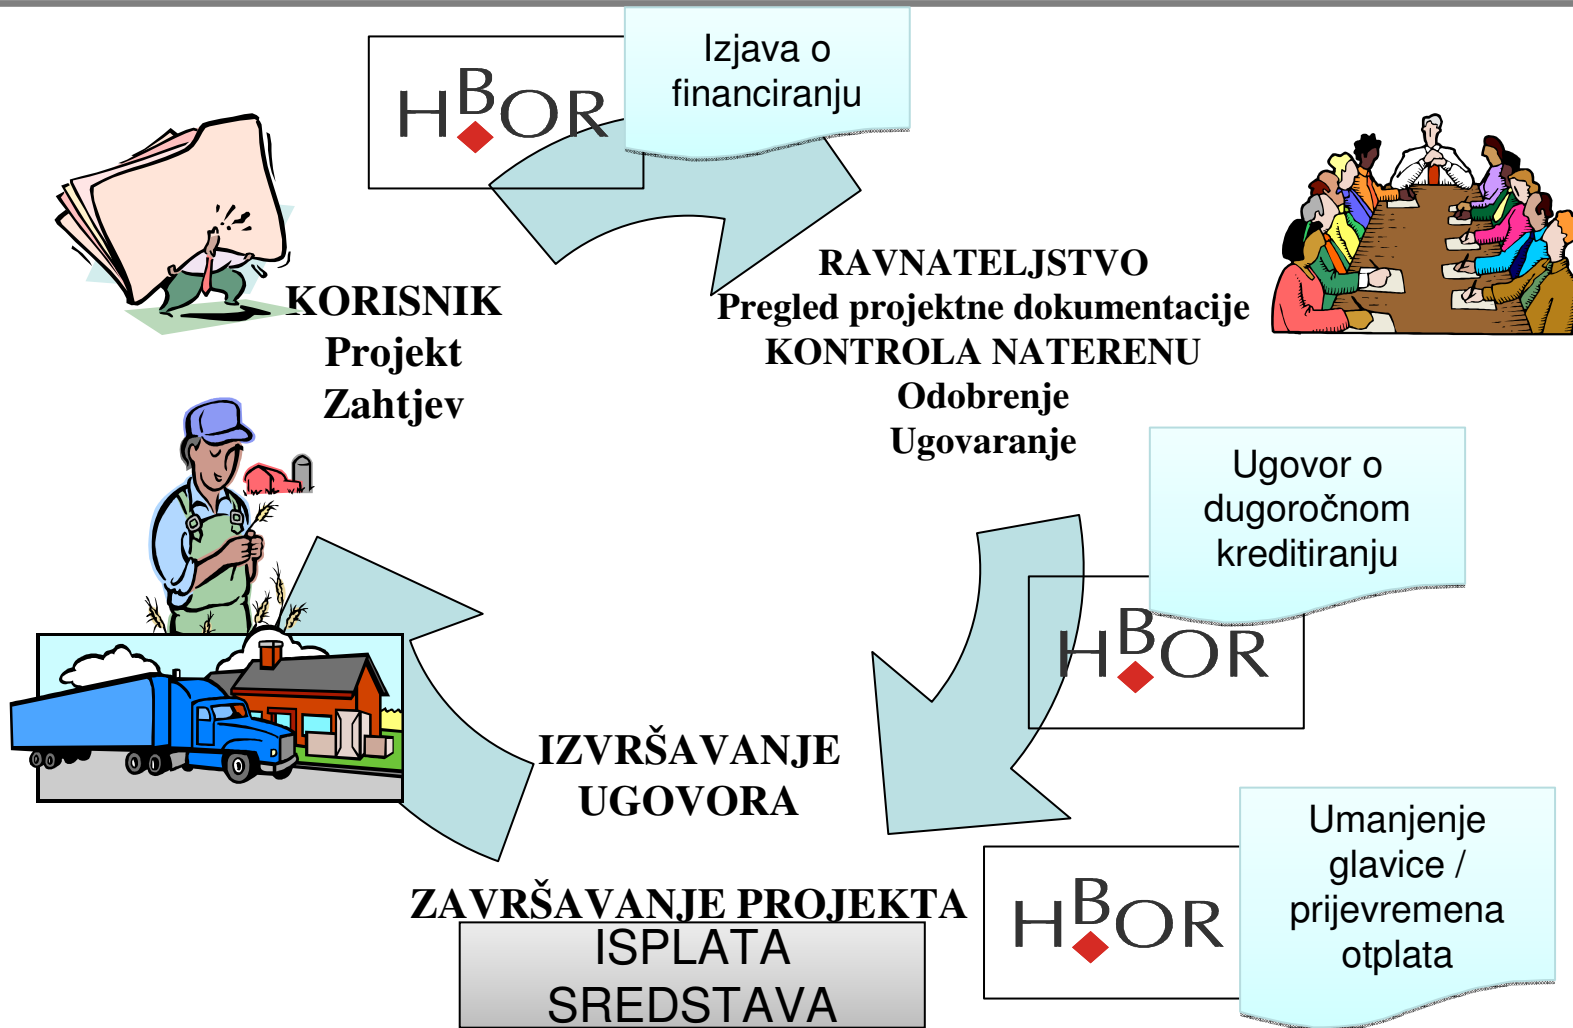 HBOR
Izjava o
financiranju
KORISNIK
Projekt
Zahtjev
RAVNATELJSTVO
Pregled projektne dokumentacije
KONTROLA NATERENU
Odobrenje
Ugovaranje
Ugovor o
dugoročnom
kreditiranju
HBOR
IZVRŠAVANJE
UGOVORA
ZAVRŠAVANJE PROJEKTA
ISPLATA
SREDSTAVA
HBOR
Umanjenje
glavice /
prijevremena
otplata